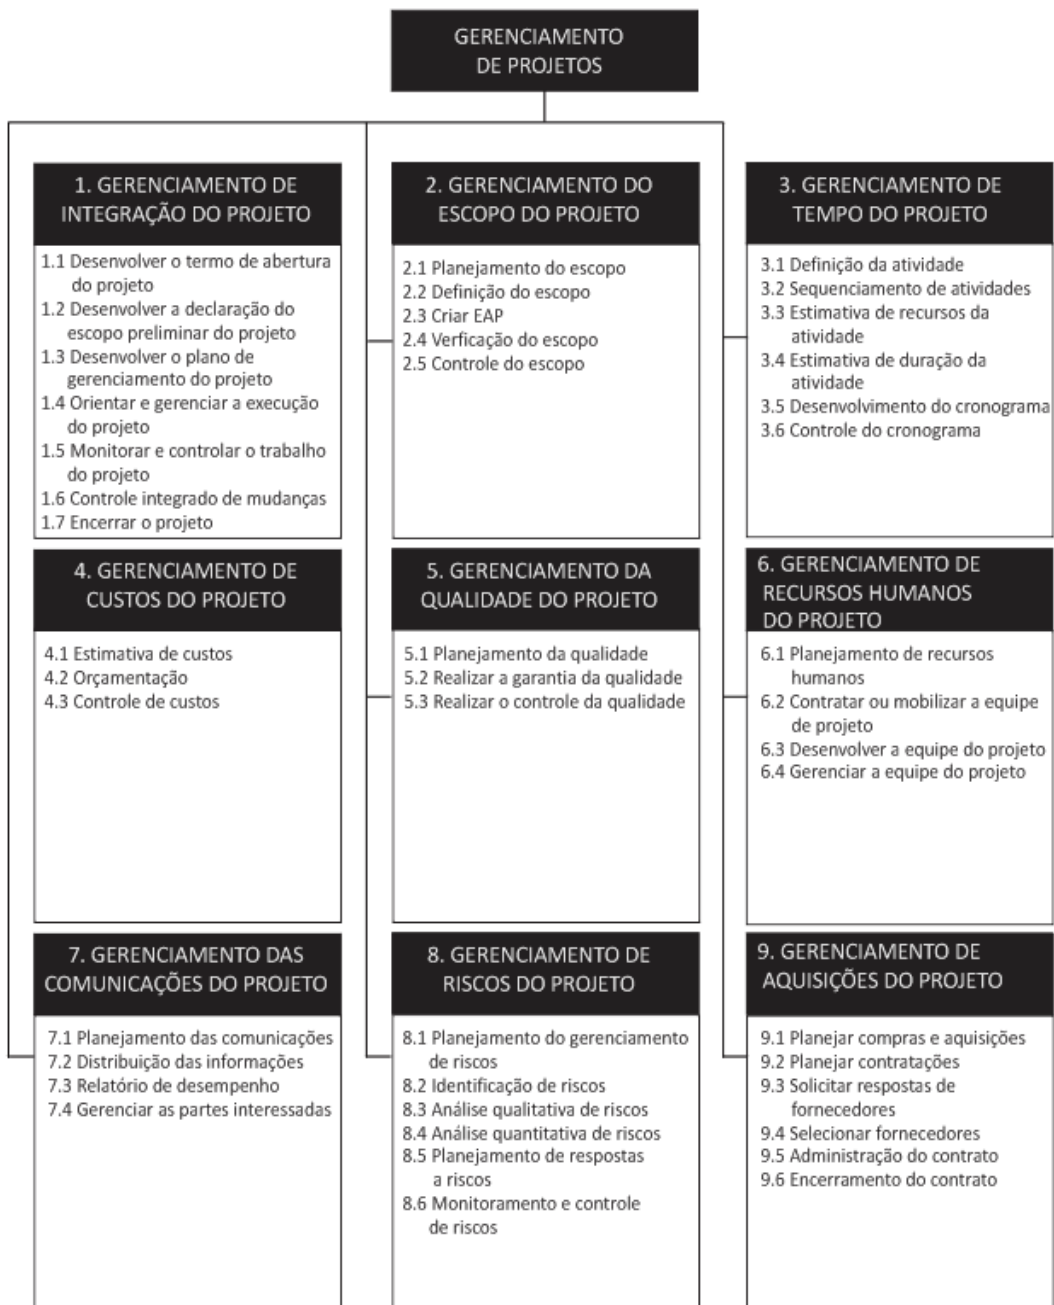 GERENCIAMENTO
DE PROJETOS
1. GERENCIAMENTO DE
INTEGRAÇÃO DO PROJETO
1.1 Desenvolver o termo de abertura
do projeto
1.2 Desenvolver a declaração do
escopo preliminar do projeto
1.3 Desenvolver o plano de
gerenciamento do projeto
1.4 Orientar e gerenciar a execução
do projeto
1.5 Monitorar e controlar o trabalho
do projeto
1.6 Controle integrado de mudanças
1.7 Encerrar o projeto
2. GERENCIAMENTO DO
ESCOPO DO PROJETO
2.1 Planejamento do escopo
2.2 Definição do escopo
2.3 Criar EAP
2.4 Verficação do escopo
2.5 Controle do escopo
3. GERENCIAMENTO DE
TEMPO DO PROJETO
3.1 Definição da atividade
3.2 Sequenciamento de atividades
3.3 Estimativa de recursos da
atividade
3.4 Estimativa de duração da
atividade
3.5 Desenvolvimento do cronograma
3.6 Controle do cronograma
4. GERENCIAMENTO DE
CUSTOS DO PROJETO
4.1 Estimativa de custos
4.2 Orçamentação
4.3 Controle de custos
5. GERENCIAMENTO DA
QUALIDADE DO PROJETO
5.1 Planejamento da qualidade
5.2 Realizar a garantia da qualidade
5.3 Realizar o controle da qualidade
6. GERENCIAMENTO DE
RECURSOS HUMANOS
DO PROJETO
6.1 Planejamento de recursos
humanos
6.2 Contratar ou mobilizar a equipe
de projeto
6.3 Desenvolver a equipe do projeto
6.4 Gerenciar a equipe do projeto
7. GERENCIAMENTO DAS
COMUNICAÇÕES DO PROJETO
7.1 Planejamento das comunicações
7.2 Distribuição das informações
7.3 Relatório de desempenho
7.4 Gerenciar as partes interessadas
8. GERENCIAMENTO DE
RISCOS DO PROJETO
8.1 Planejamento do gerenciamento
de riscos
8.2 Identificação de riscos
8.3 Análise qualitativa de riscos
8.4 Análise quantitativa de riscos
8.5 Planejamento de respostas
a riscos
8.6 Monitoramento e controle
de riscos
9. GERENCIAMENTO DE
AQUISIÇÕES DO PROJETO
9.1 Planejar compras e aquisições
9.2 Planejar contratações
9.3 Solicitar respostas de
fornecedores
9.4 Selecionar fornecedores
9.5 Administração do contrato
9.6 Encerramento do contrato